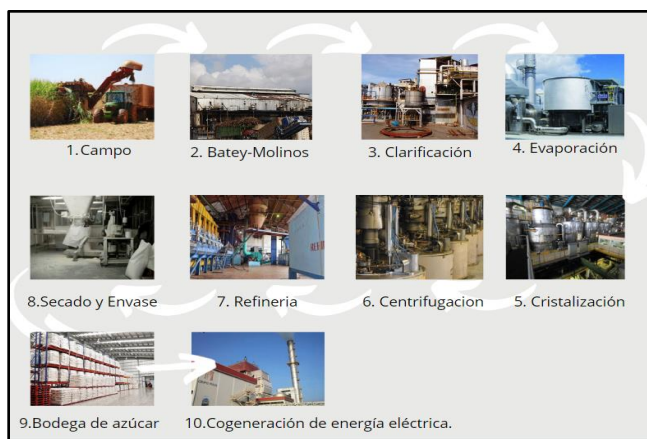 1.Campo
2. Batey-Molinos
3. Clarificación
4. Evaporación
8.Secado y Envase
7. Refineria
6. Centrifugacion
5. Cristalización
9.Bodega de azúcar
10.Cogeneración de energía eléctrica.